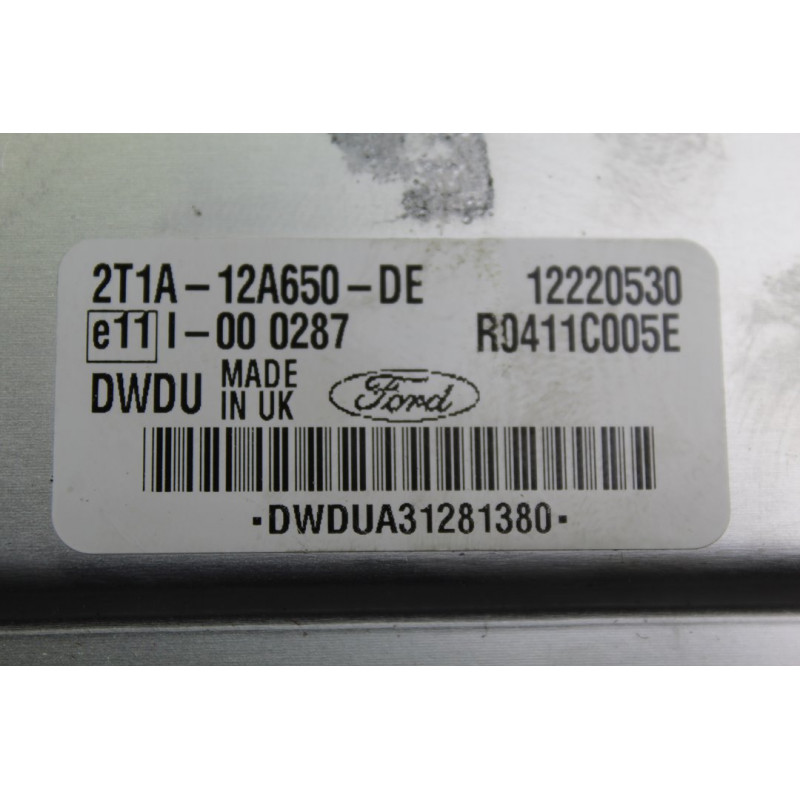 2T1A-12A650-DE 12220530
e11 I-00 0287 R0411C005E
DWDU MADE IN UK Ford
·DWDUA31281380·